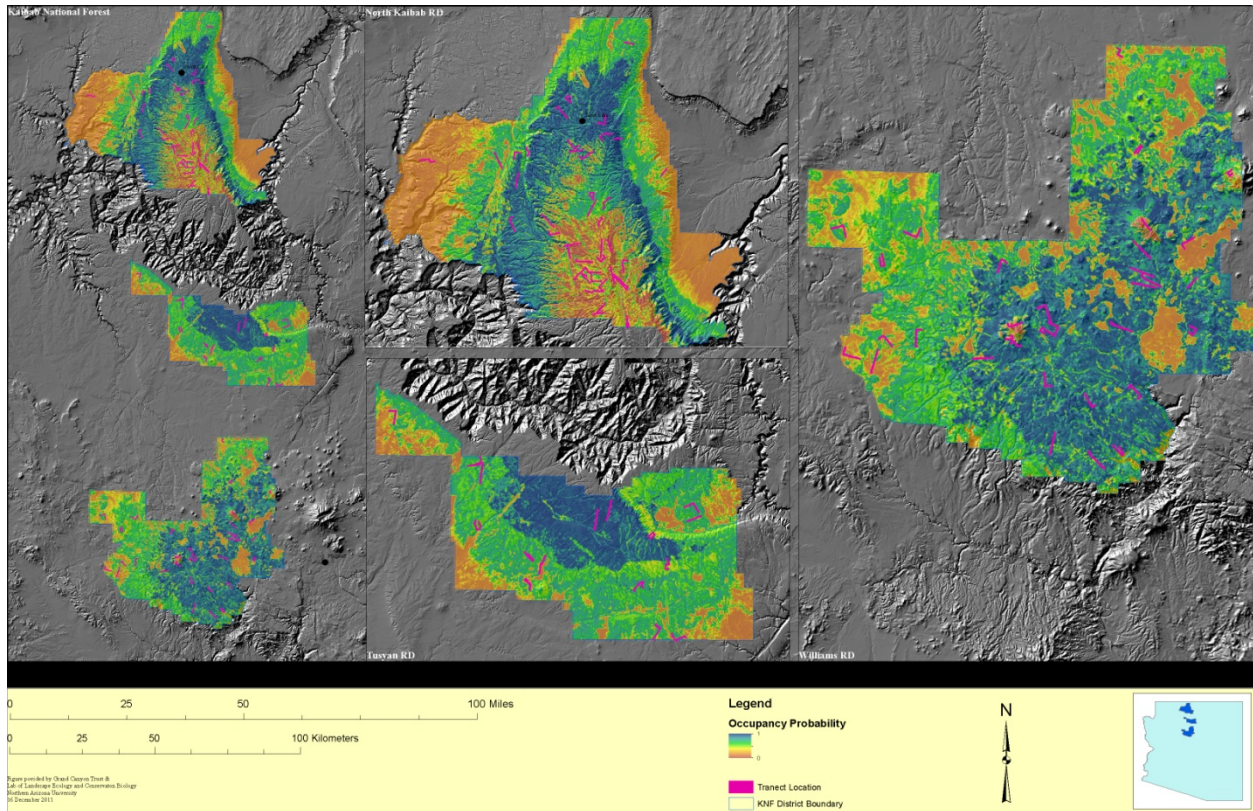 Kaibab National Forest
North Kaibab RD
Tusyan RD
Williams RD
0 25 50 100 Miles
0 25 50 100 Kilometers
Figure provided by Grand Canyon Trust &
Lab of Landscape Ecology and Conservation Biology
Northern Arizona University
16 December 2011
Legend
Occupancy Probability
1
0
Tranect Location
KNF District Boundary
N